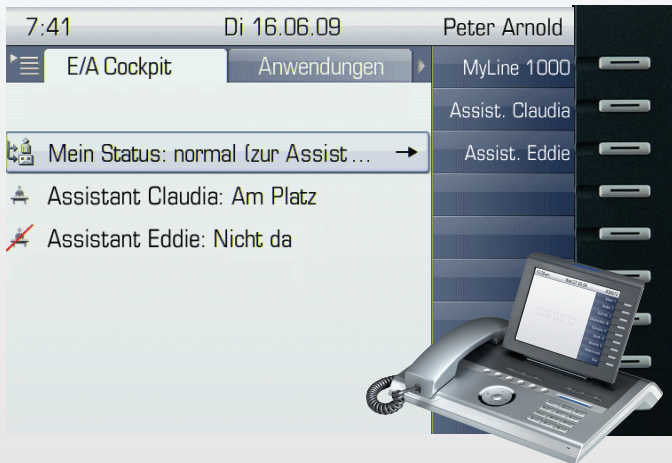 7:41 Di 16.06.09 Peter Arnold
E/A Cockpit Anwendungen MyLine 1000
Assist. Claudia
Mein Status: normal (zur Assist... Assist. Eddie
Assistant Claudia: Am Platz
Assistant Eddie: Nicht da